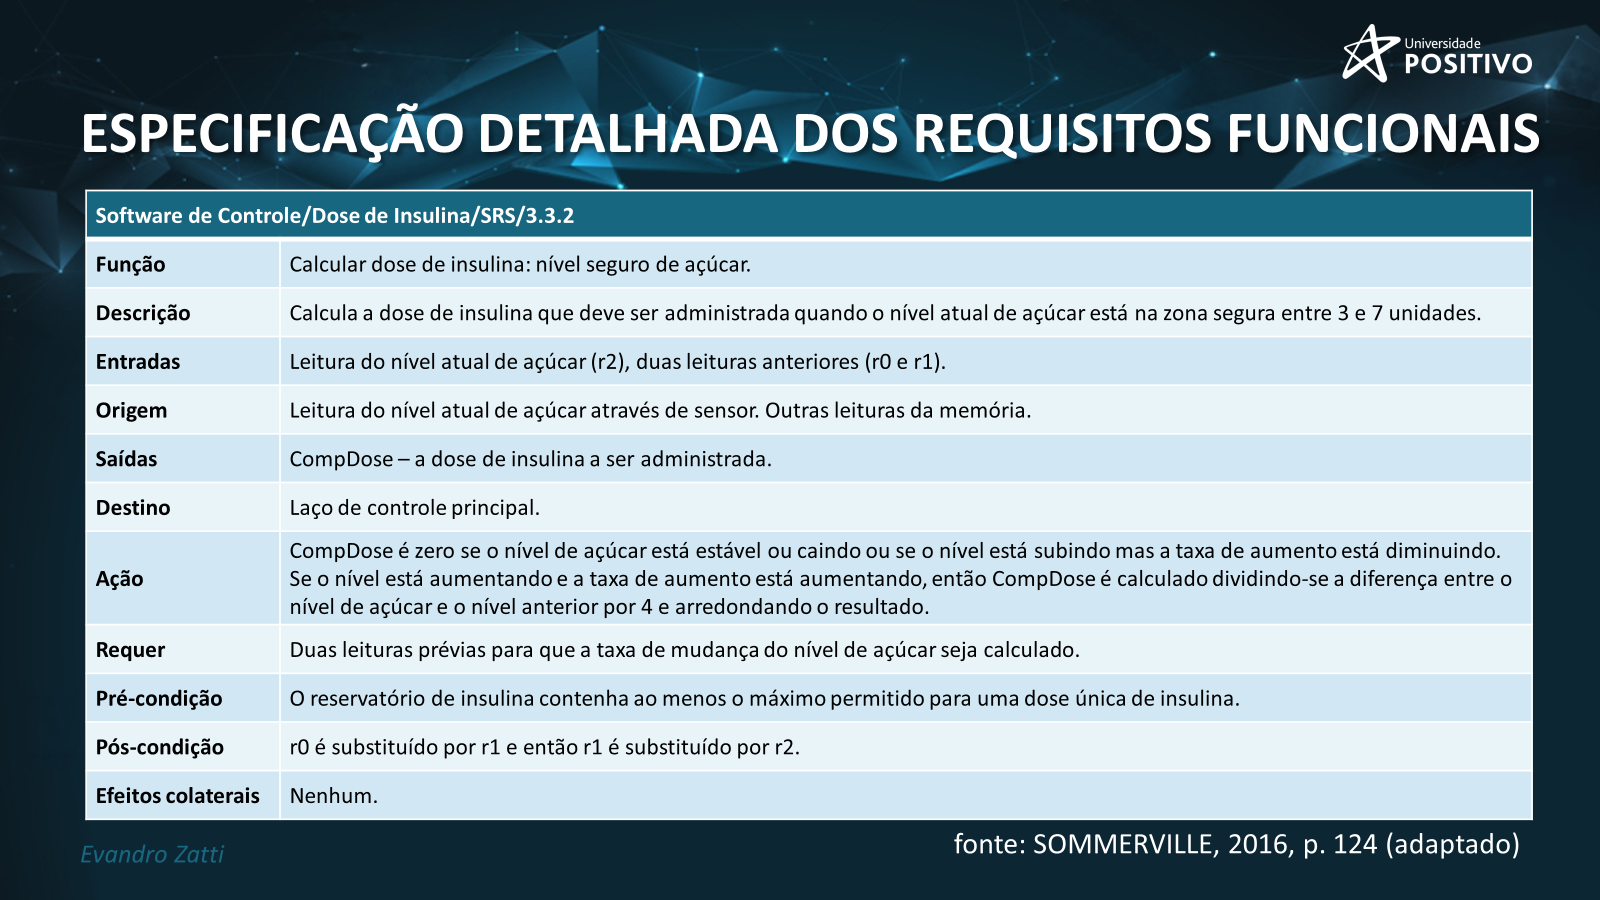 Universidade
POSITIVO
ESPECIFICAÇÃO DETALHADA DOS REQUISITOS FUNCIONAIS
Software de Controle/Dose de Insulina/SRS/3.3.2
Função Calcular dose de insulina: nível seguro de açúcar.
Descrição Calcula a dose de insulina que deve ser administrada quando o nível atual de açúcar está na zona segura entre 3 e 7 unidades.
Entradas Leitura do nível atual de açúcar (r2), duas leituras anteriores (r0 e r1).
Origem Leitura do nível atual de açúcar através de sensor. Outras leituras da memória.
Saídas CompDose – a dose de insulina a ser administrada.
Destino Laço de controle principal.
Ação CompDose é zero se o nível de açúcar está estável ou caindo ou se o nível está subindo mas a taxa de aumento está diminuindo.
Se o nível está aumentando e a taxa de aumento está aumentando, então CompDose é calculado dividindo-se a diferença entre o
nível de açúcar e o nível anterior por 4 e arredondando o resultado.
Requer Duas leituras prévias para que a taxa de mudança do nível de açúcar seja calculado.
Pré-condição O reservatório de insulina contenha ao menos o máximo permitido para uma dose única de insulina.
Pós-condição r0 é substituído por r1 e então r1 é substituído por r2.
Efeitos colaterais Nenhum.
fonte: SOMMERVILLE, 2016, p. 124 (adaptado)
Evandro Zatti